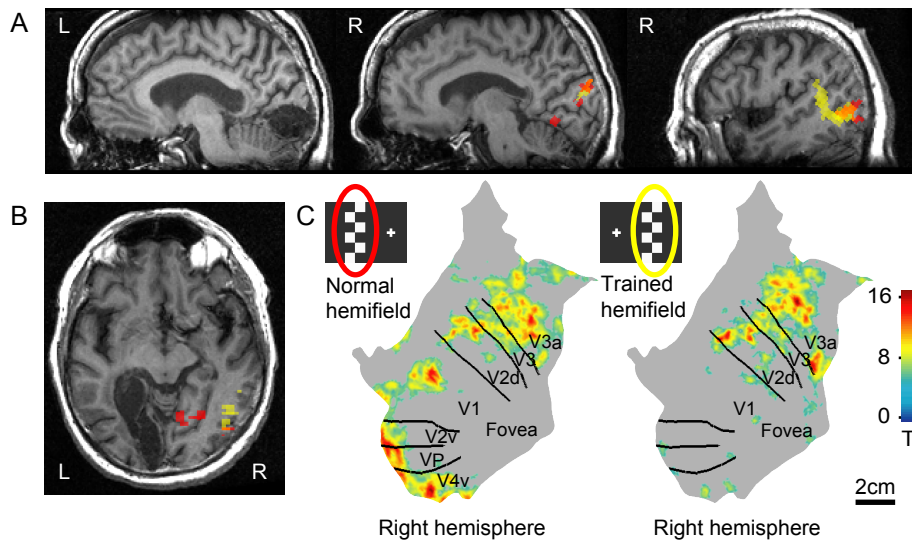 A
L
R
R
B
L
R
C
Normal
hemifield
Trained
hemifield
V3a
V3
V2d
V1
Fovea
V2v
VP
V4v
V3a
V3
V2d
V1
Fovea
16
8
0
T
2cm
Right hemisphere
Right hemisphere